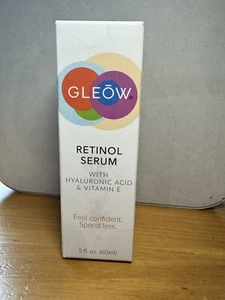 GLEŌW
RETINOL
SERUM
WITH
HYALURONIC ACID
& VITAMIN E
Feel confident.
Spend less.
2 fl. oz. (60ml)